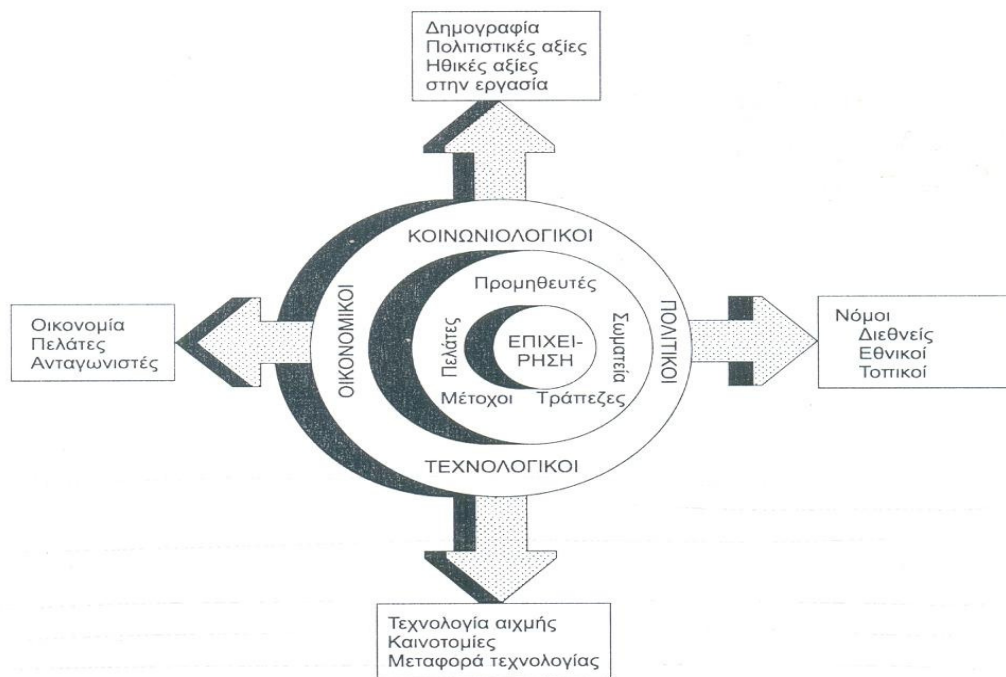 Δημογραφία
Πολιτιστικές αξίες
Ηθικές αξίες
στην εργασία
ΚΟΙΝΩΝΙΟΛΟΓΙΚΟΙ
Προμηθευτές
Οικονομία
Πελάτες
Ανταγωνιστές
ΟΙΚΟΝΟΜΙΚΟΙ
Πελάτες
ΕΠΙΧΕΙ-
ΡΗΣΗ
Σωματεία
ΠΟΛΙΤΙΚΟΙ
Νόμοι
Διεθνείς
Εθνικοί
Τοπικοί
Μέτοχοι Τράπεζες
ΤΕΧΝΟΛΟΓΙΚΟΙ
Τεχνολογία αιχμής
Καινοτομίες
Μεταφορά τεχνολογίας